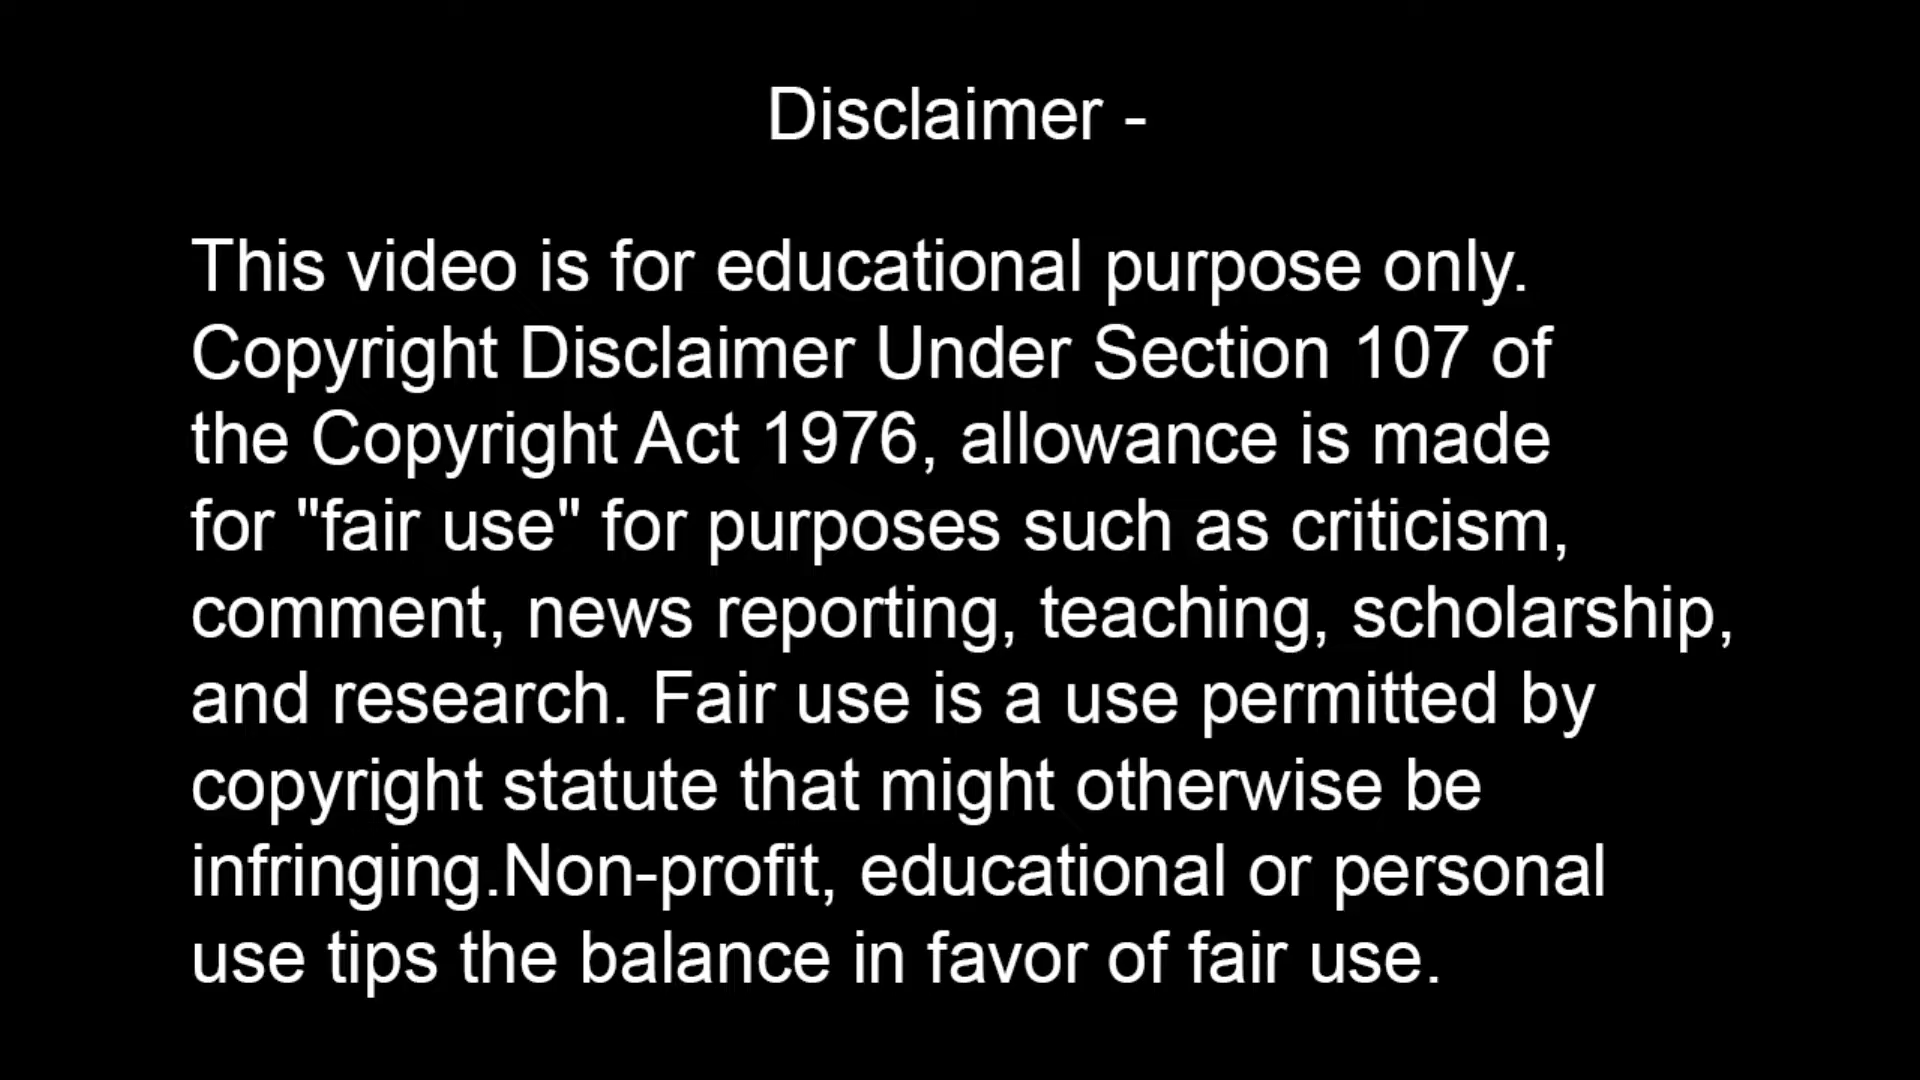 Disclaimer -
This video is for educational purpose only.
Copyright Disclaimer Under Section 107 of
the Copyright Act 1976, allowance is made
for "fair use" for purposes such as criticism,
comment, news reporting, teaching, scholarship,
and research. Fair use is a use permitted by
copyright statute that might otherwise be
infringing.Non-profit, educational or personal
use tips the balance in favor of fair use.